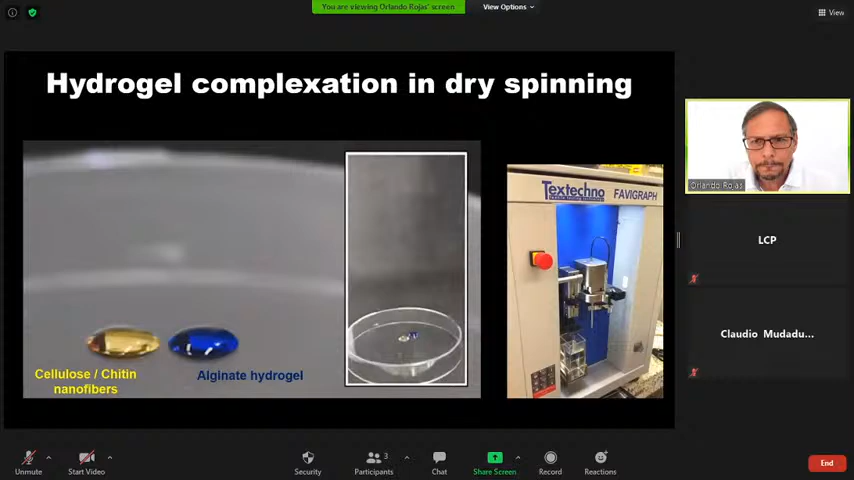 You are viewing Orlando Rojas' screen
View Options
View
Hydrogel complexation in dry spinning
Cellulose / Chitin
nanofibers
Alginate hydrogel
Textechno
FAVIGRAPH
Orlando Rojas
LCP
Claudio Mudadu...
Unmute
Start Video
Security
Participants
3
Chat
Share Screen
Record
Reactions
End